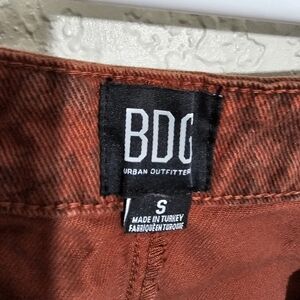 BDG
URBAN OUTFITTERS
S
MADE IN TURKEY
FABRIQUÉ EN TURQUIE